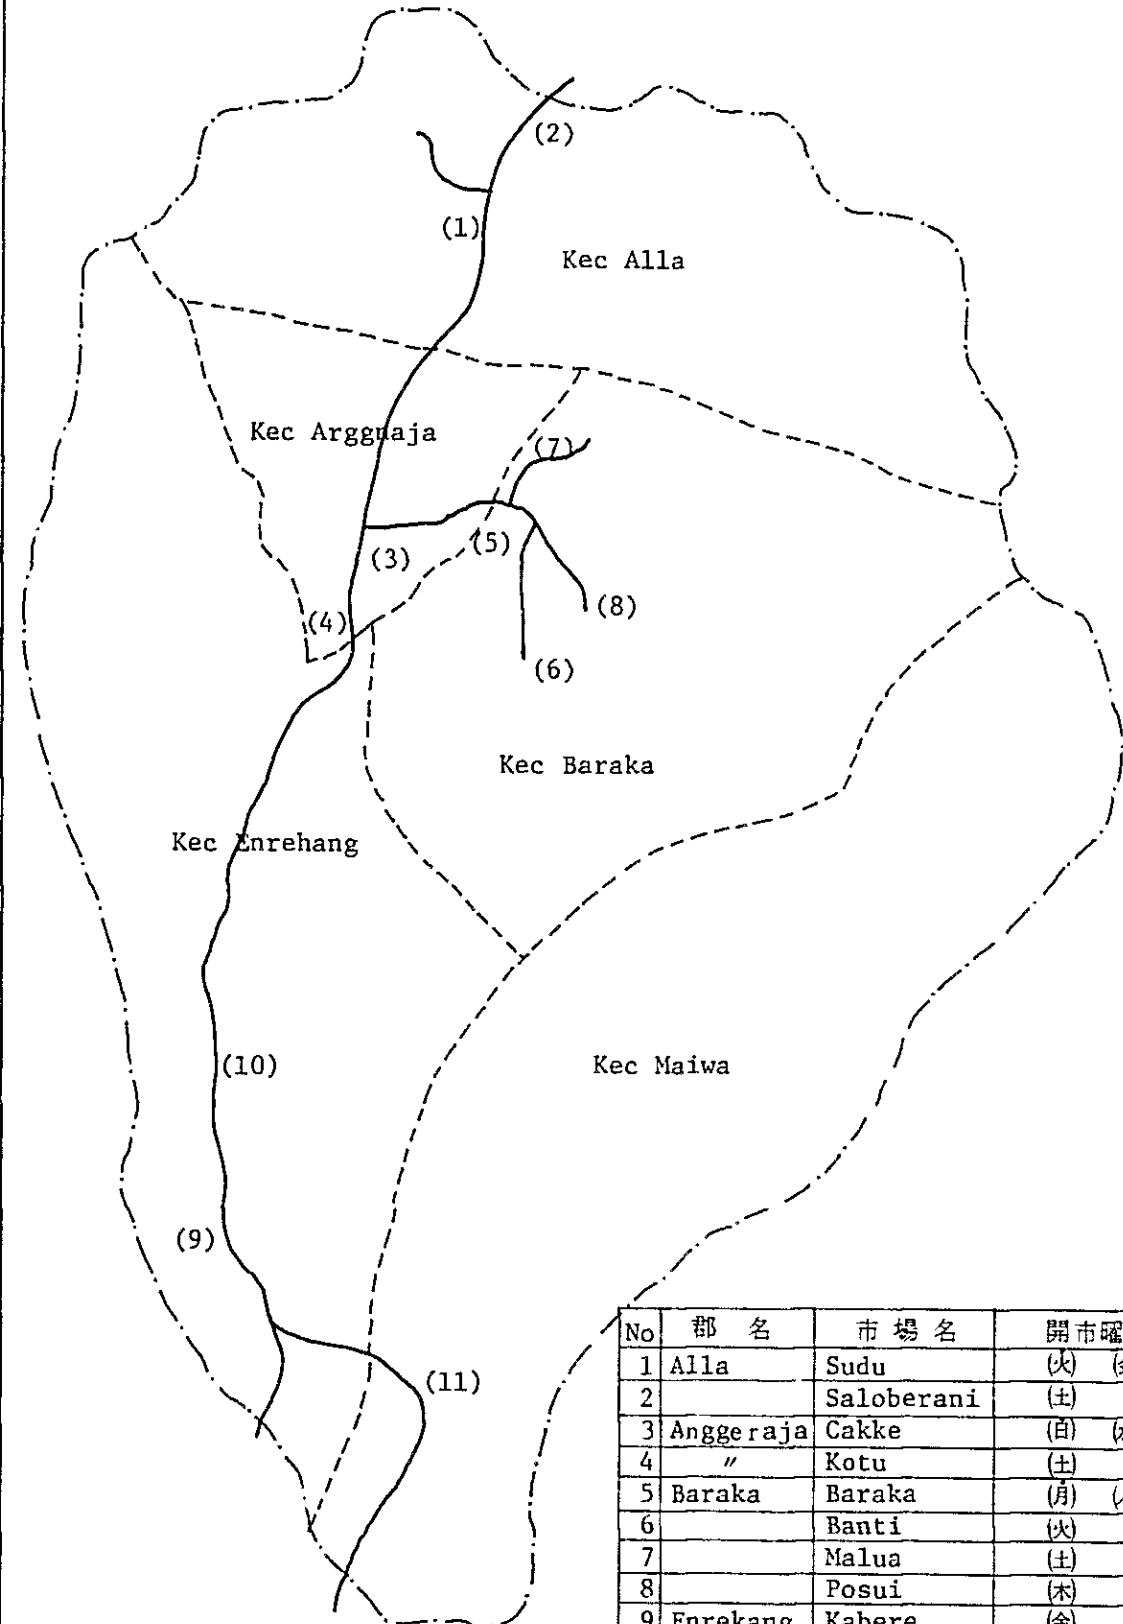 (2)
(1)
Kec Alla
Kec Arggnaja
(7)
(3)
(5)
(8)
(4)
(6)
Kec Baraka
Kec Enrehang
(10)
Kec Maiwa
(9)
(11)
No 郡 名 市 場 名 開市曜
1 Alla Sudu (火)
2 Saloberani (土)
3 Anggeraja Cakke (日)
4 〃 Kotu (土)
5 Baraka Baraka (月)
6 Banti (火)
7 Malua (土)
8 Posui (木)
9 Enrekang Kabere (金)